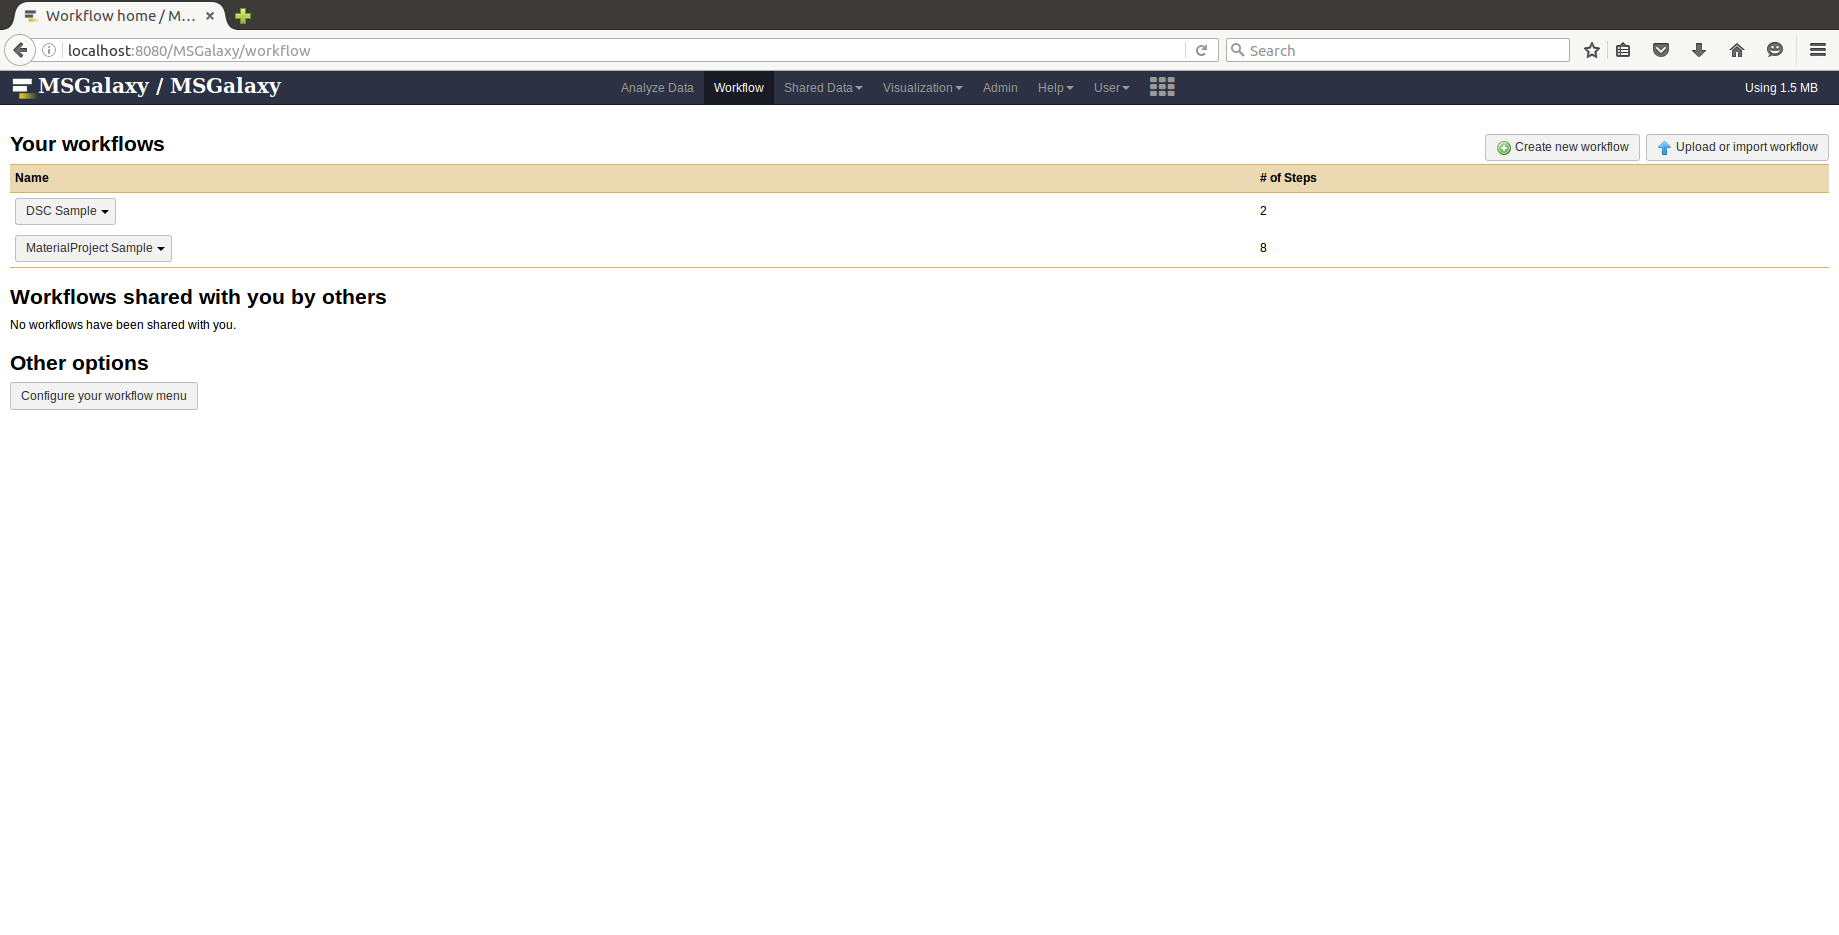 Workflow home / M...
localhost:8080/MSGalaxy/workflow
Search
MSGalaxy / MSGalaxy
Analyze Data Workflow Shared Data Visualization Admin Help User
Using 1.5 MB
Your workflows
Create new workflow Upload or import workflow
Name # of Steps
DSC Sample 2
MaterialProject Sample 8
Workflows shared with you by others
No workflows have been shared with you.
Other options
Configure your workflow menu